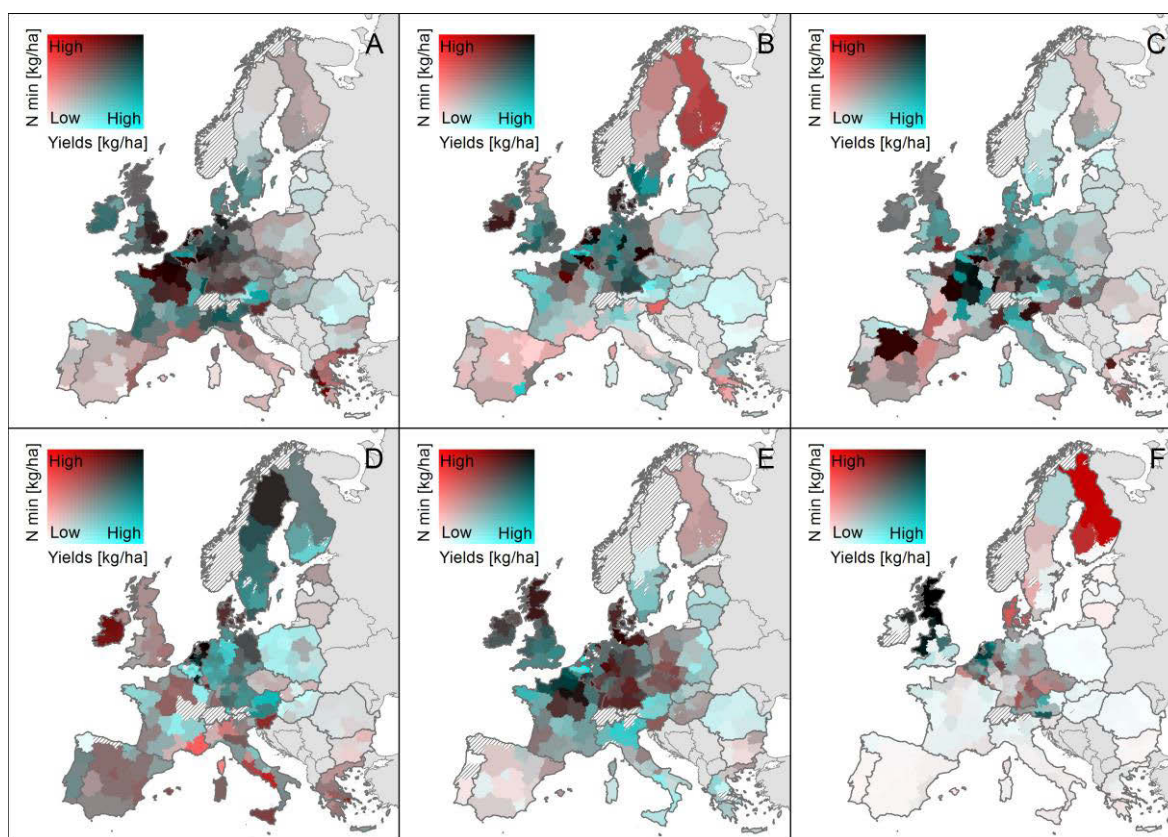 A
High
N min [kg/ha]
Low High
Yields [kg/ha]
B
High
N min [kg/ha]
Low High
Yields [kg/ha]
C
High
N min [kg/ha]
Low High
Yields [kg/ha]
D
High
N min [kg/ha]
Low High
Yields [kg/ha]
E
High
N min [kg/ha]
Low High
Yields [kg/ha]
F
High
N min [kg/ha]
Low High
Yields [kg/ha]